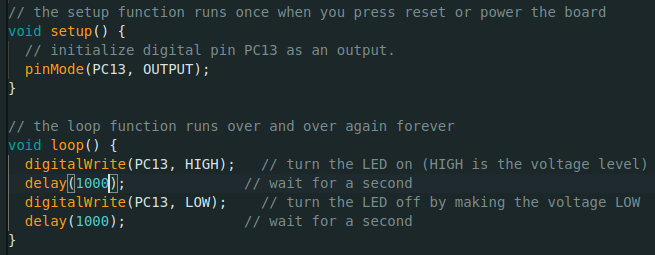 // the setup function runs once when you press reset or power the board
void setup() {
  // initialize digital pin PC13 as an output.
  pinMode(PC13, OUTPUT);
}

// the loop function runs over and over again forever
void loop() {
  digitalWrite(PC13, HIGH);   // turn the LED on (HIGH is the voltage level)
  delay(1000);               // wait for a second
  digitalWrite(PC13, LOW);    // turn the LED off by making the voltage LOW
  delay(1000);               // wait for a second
}